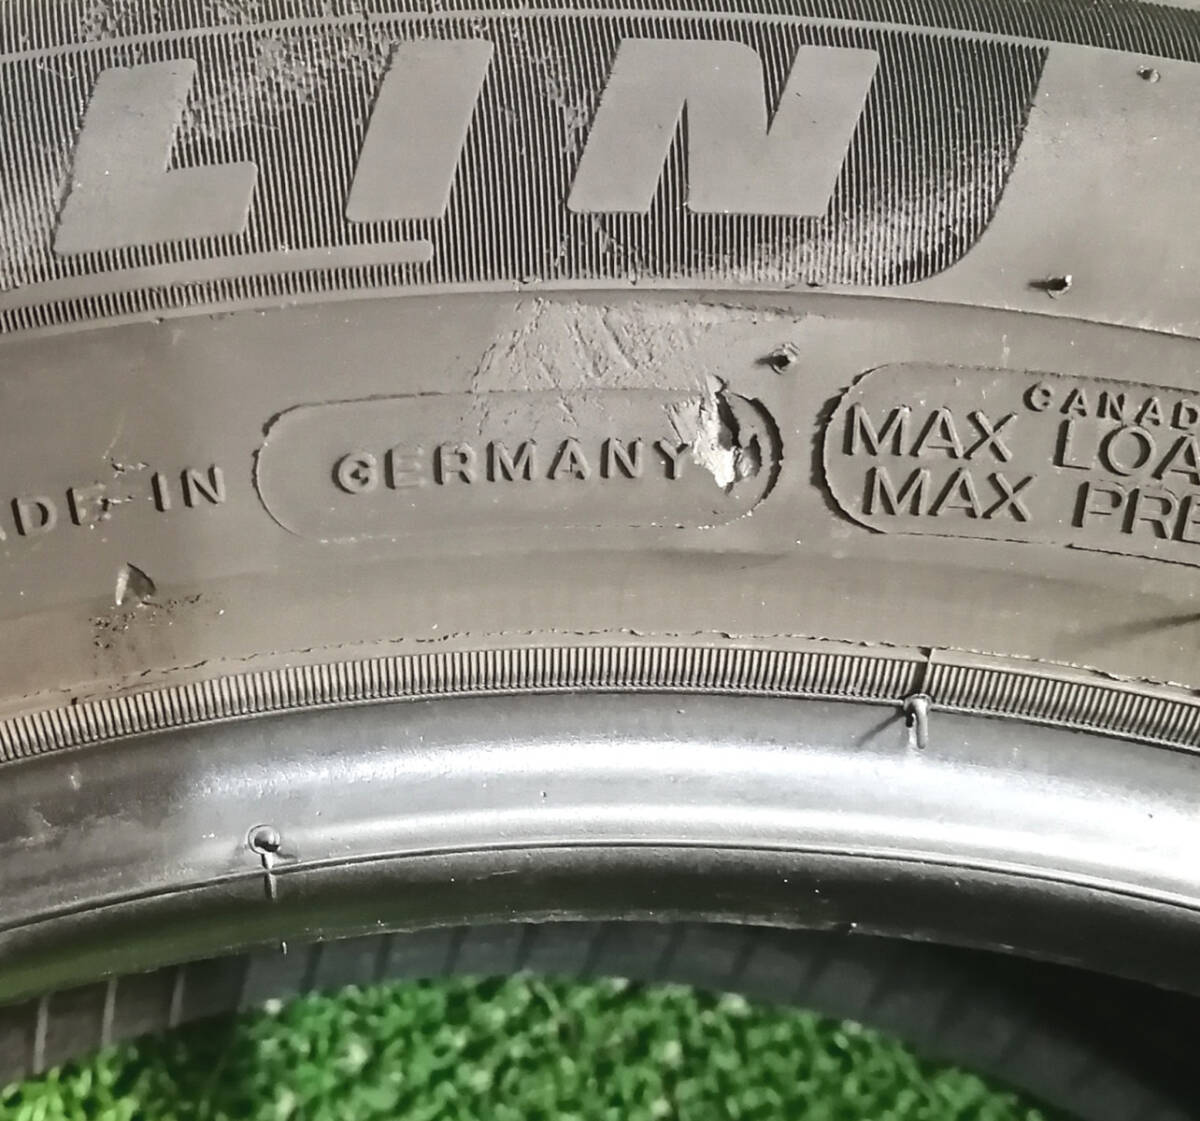 LIN
ADE IN GERMANY
CANAD
MAX LOA
MAX PRE